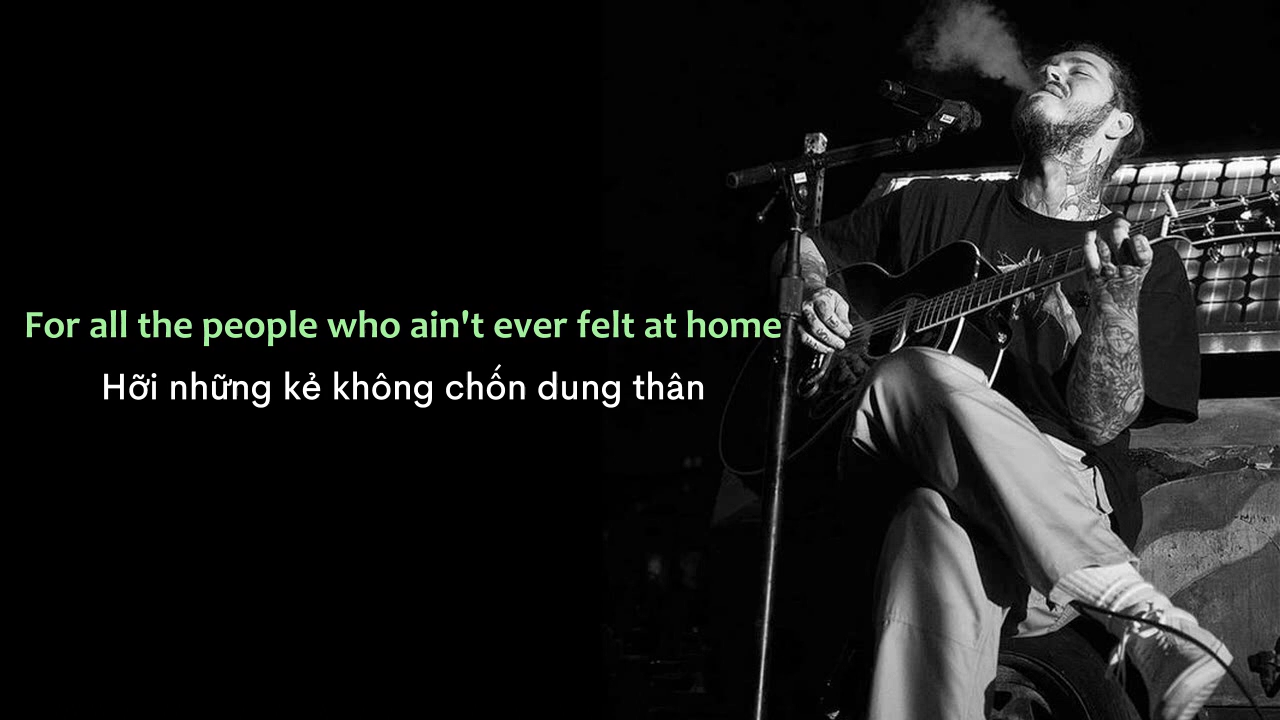 For all the people who ain't ever felt at home
Hỡi những kẻ không chốn dung thân